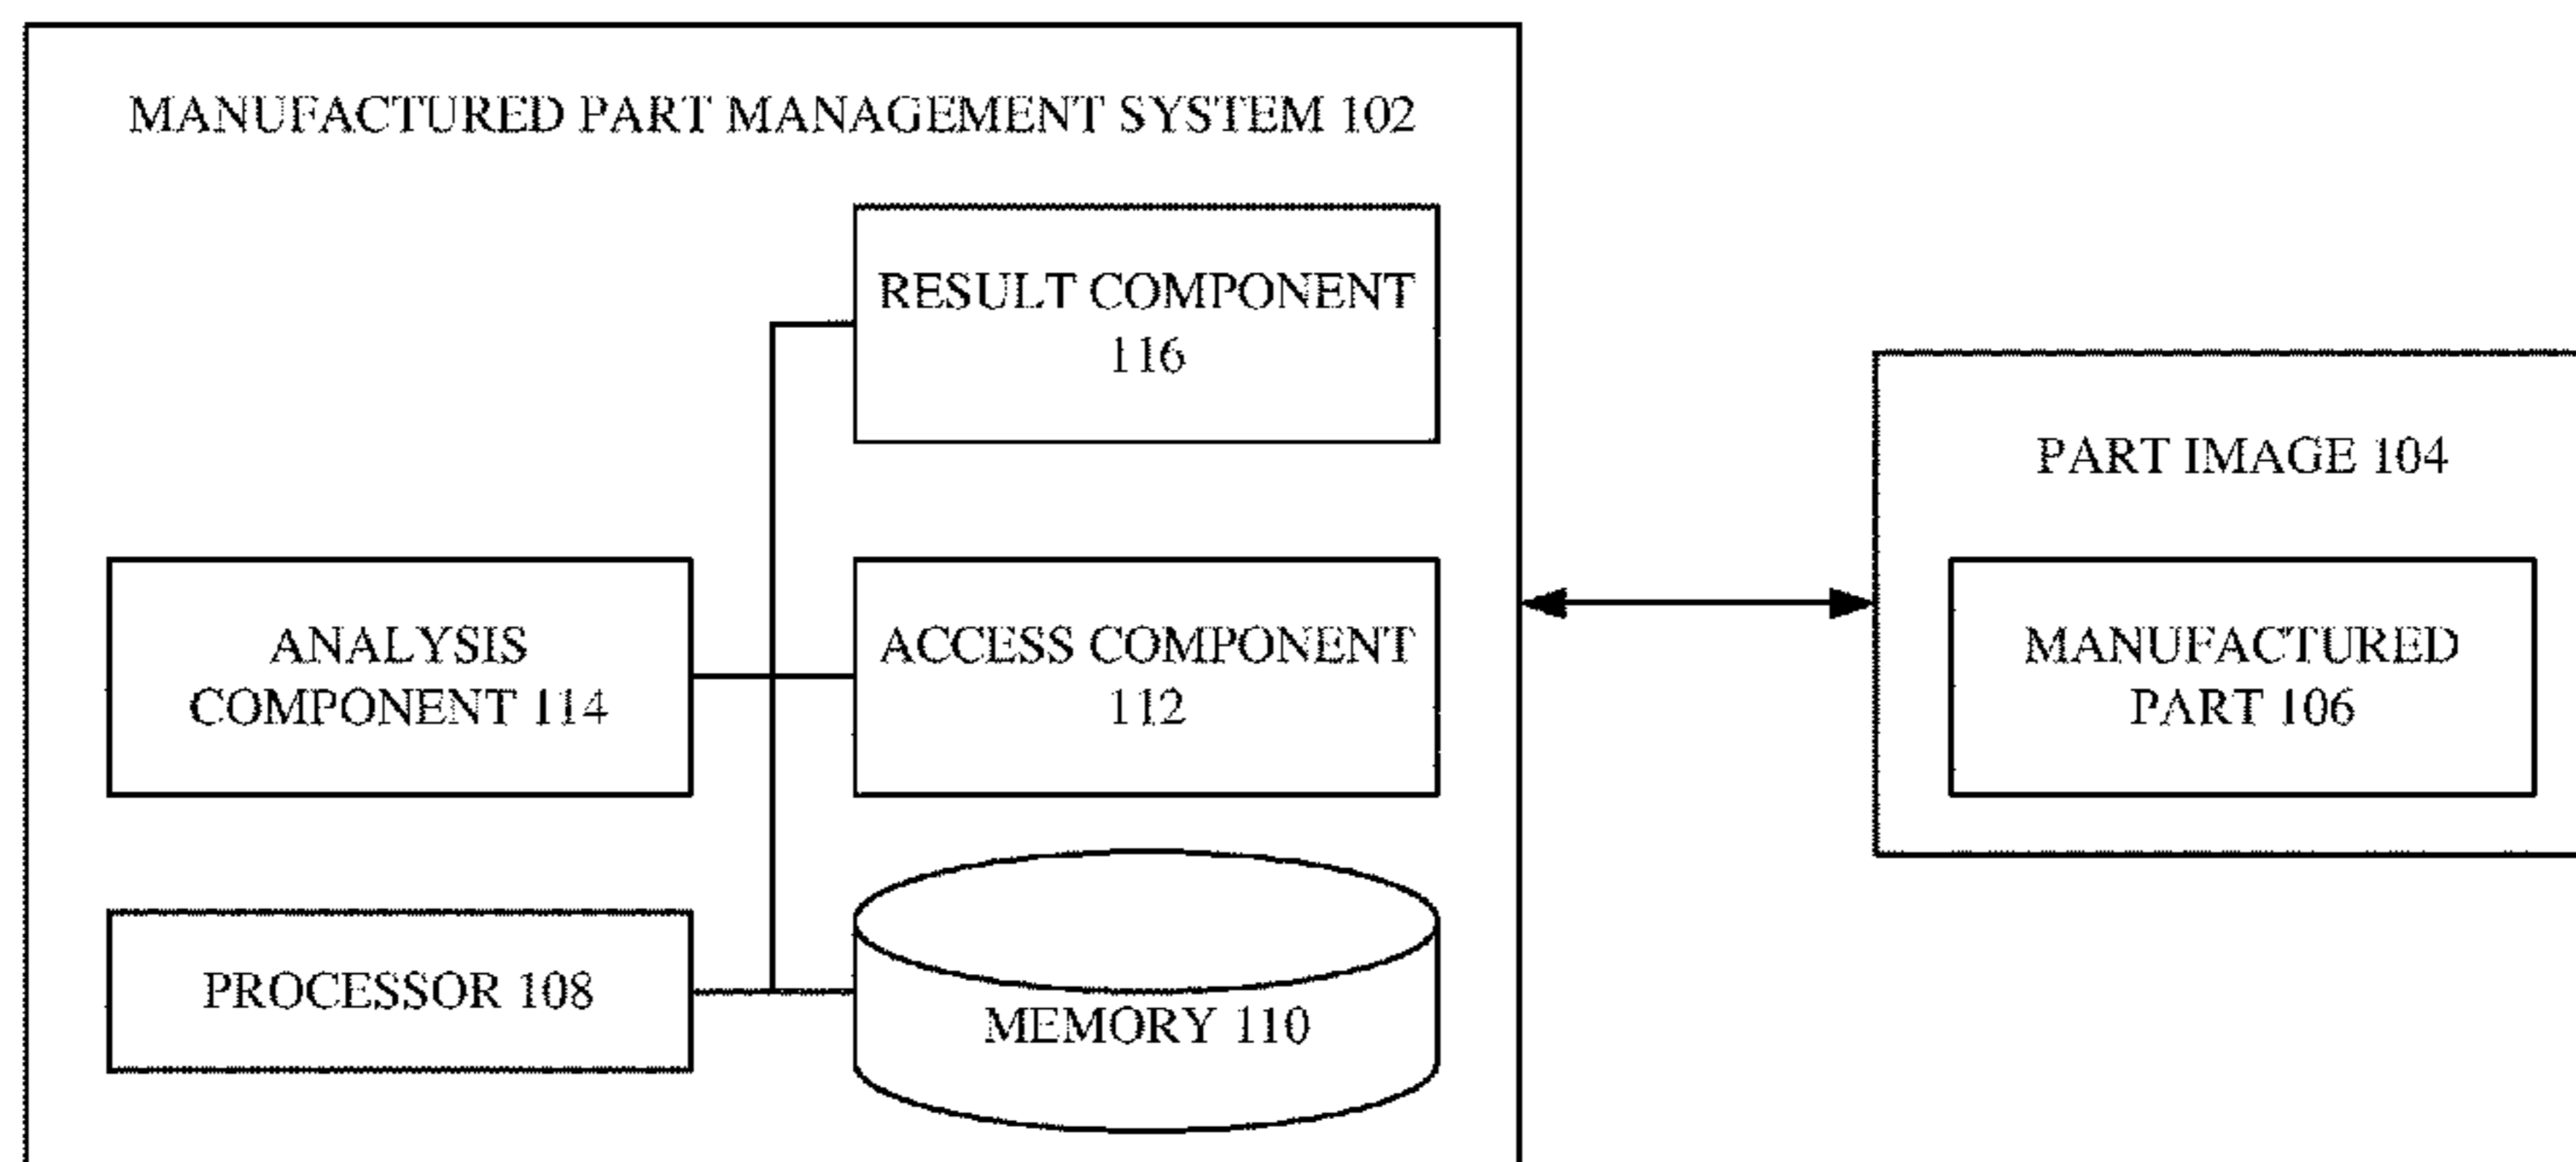 MANUFACTURED PART MANAGEMENT SYSTEM 102
RESULT COMPONENT
116
PART IMAGE 104
ANALYSIS
COMPONENT 114
ACCESS COMPONENT
112
MANUFACTURED
PART 106
PROCESSOR 108
MEMORY 110